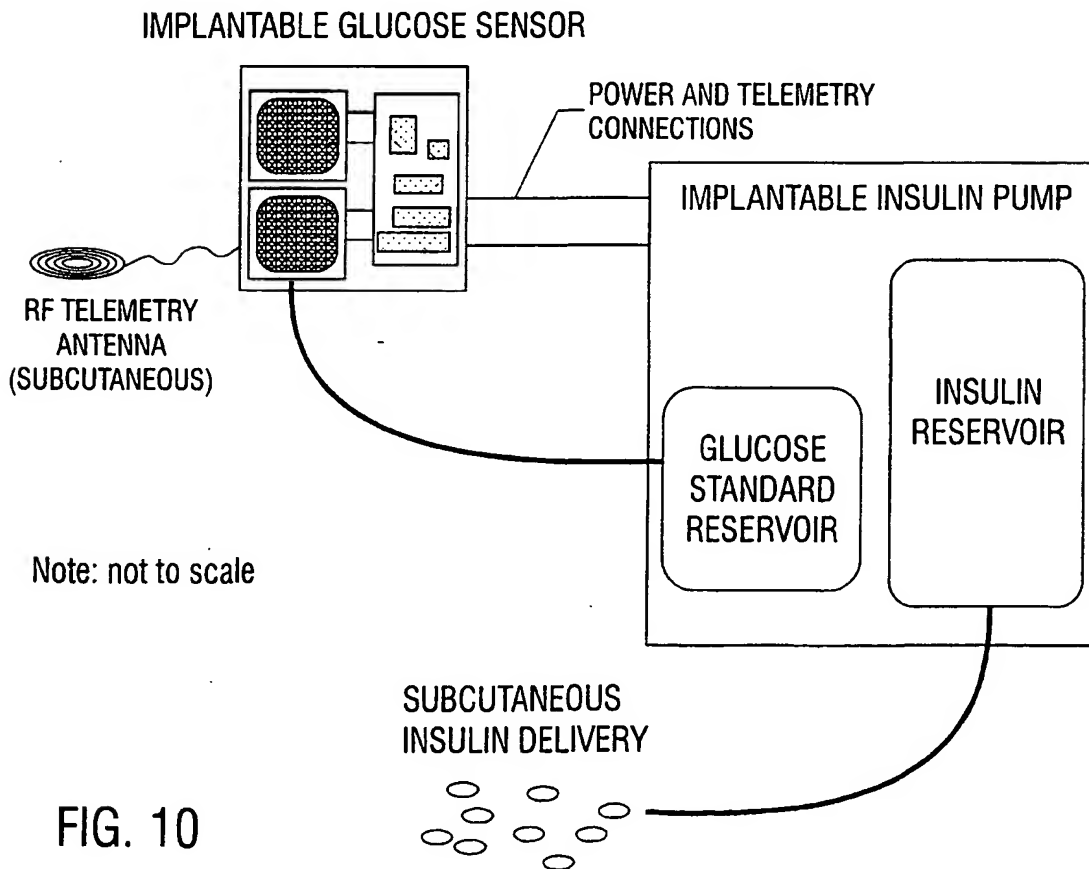 IMPLANTABLE GLUCOSE SENSOR
POWER AND TELEMETRY
CONNECTIONS
IMPLANTABLE INSULIN PUMP
RF TELEMETRY
ANTENNA
(SUBCUTANEOUS)
INSULIN
RESERVOIR
GLUCOSE
STANDARD
RESERVOIR
Note: not to scale
SUBCUTANEOUS
INSULIN DELIVERY
FIG. 10